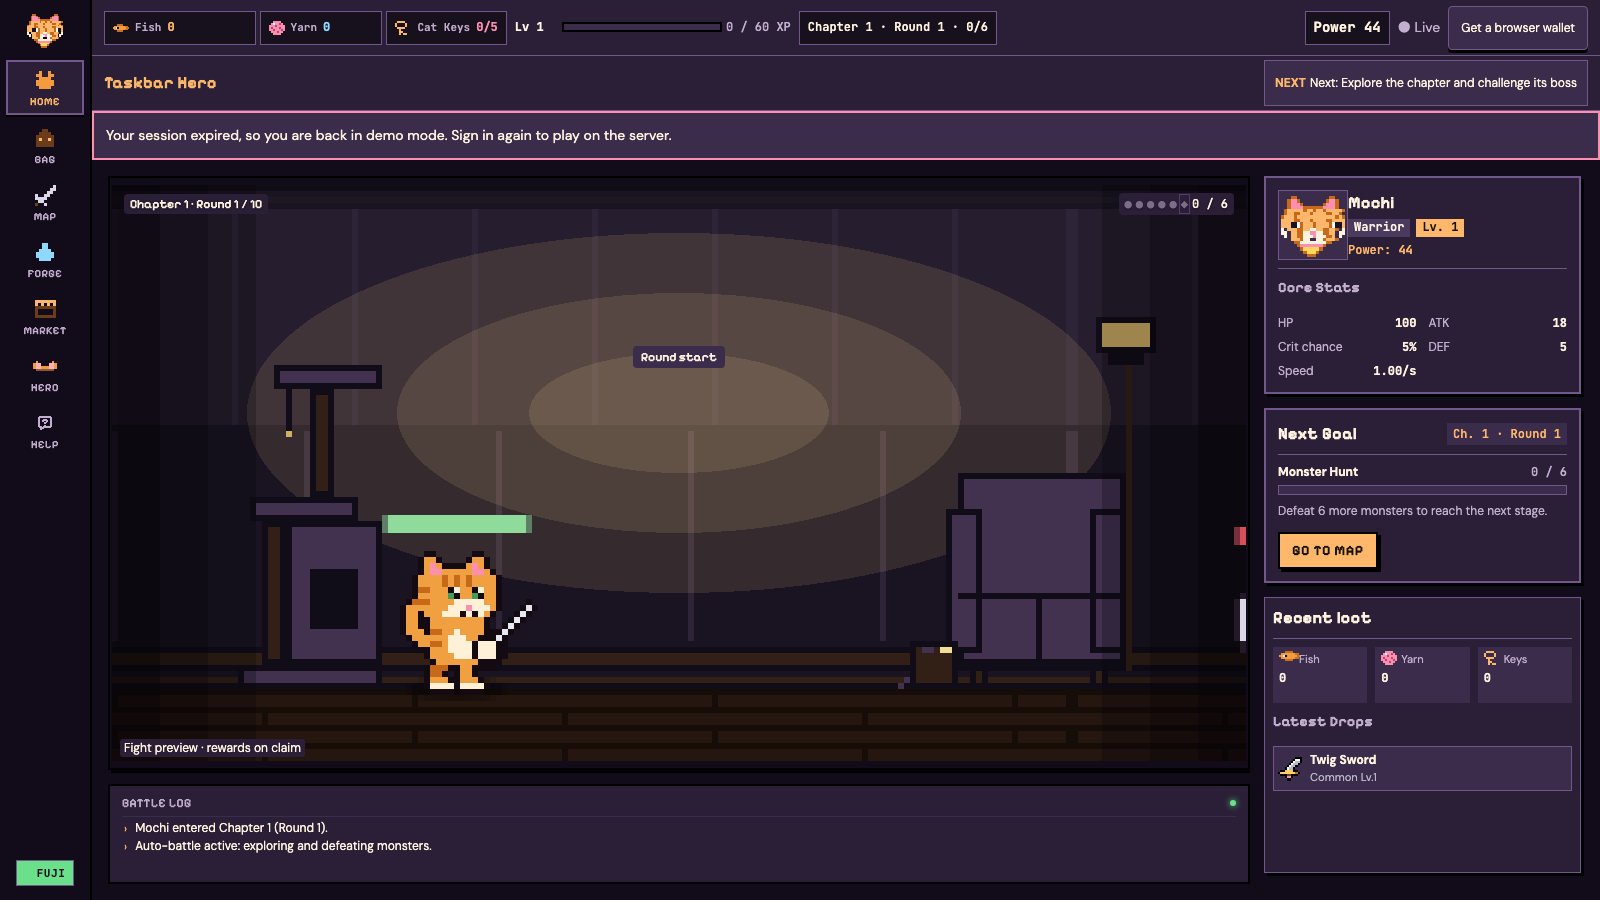 Fish 0
Yarn 0
Cat Keys 0/5
Lv 1
0 / 60 XP
Chapter 1 · Round 1 · 0/6
Power 44
Live
Get a browser wallet
HOME
BAG
MAP
FORGE
MARKET
HERO
HELP
FUJI
Taskbar Hero
NEXT Next: Explore the chapter and challenge its boss
Your session expired, so you are back in demo mode. Sign in again to play on the server.
Chapter 1 · Round 1 / 10
0 / 6
Round start
Fight preview · rewards on claim
BATTLE LOG
› Mochi entered Chapter 1 (Round 1).
› Auto-battle active: exploring and defeating monsters.
Mochi
Warrior Lv. 1
Power: 44
Core Stats
HP 100 ATK 18
Crit chance 5% DEF 5
Speed 1.00/s
Next Goal Ch. 1 · Round 1
Monster Hunt 0 / 6
Defeat 6 more monsters to reach the next stage.
GO TO MAP
Recent loot
Fish
0
Yarn
0
Keys
0
Latest Drops
Twig Sword
Common Lv.1